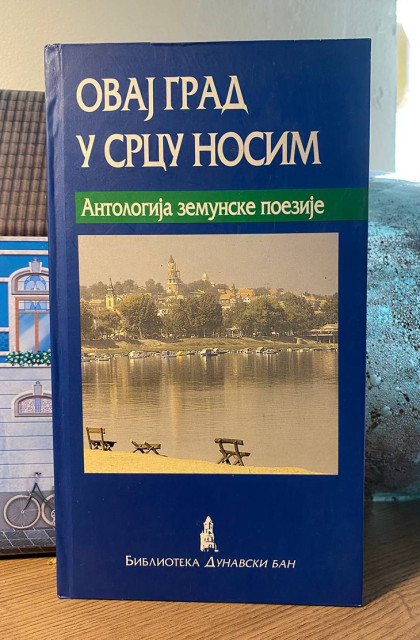 ОВАЈ ГРАД
У СРЦУ НОСИМ
Антологија земунске поезије
БИБЛИОТЕКА ДУНАВСКИ БАН